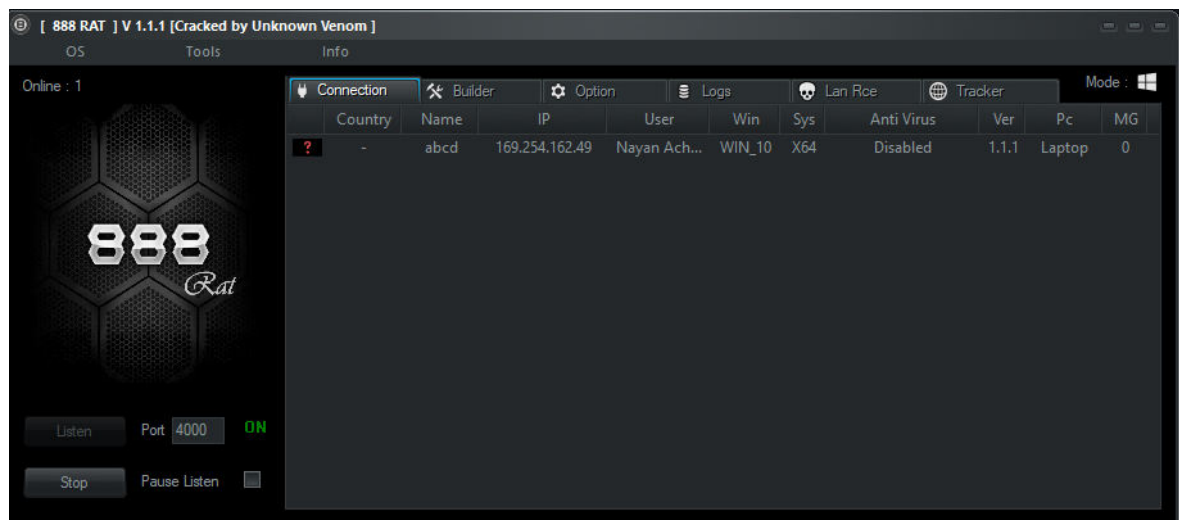 [ 888 RAT ] V 1.1.1 [Cracked by Unknown Venom ]
OS Tools Info
Online : 1
Connection Builder Option Logs Lan Rce Tracker Mode :
Country Name IP User Win Sys Anti Virus Ver Pc MG
? - abcd 169.254.162.49 Nayan Ach... WIN_10 X64 Disabled 1.1.1 Laptop 0
888
Rat
Listen Port 4000 ON
Stop Pause Listen